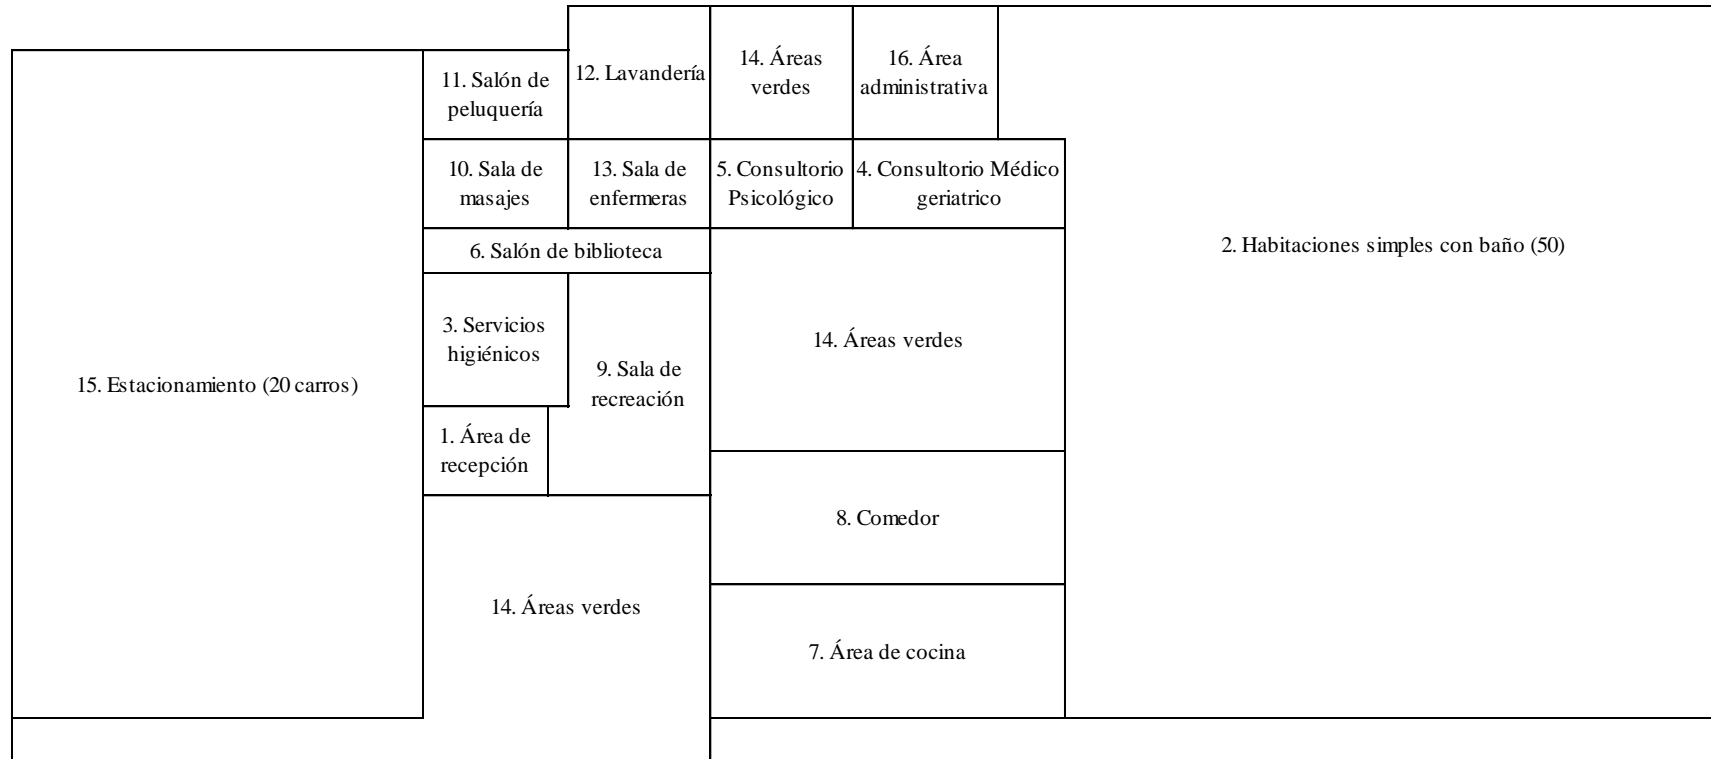 11. Salón de
peluquería
12. Lavandería
14. Áreas
verdes
16. Área
administrativa
10. Sala de
masajes
13. Sala de
enfermeras
5. Consultorio
Psicológico
4. Consultorio Médico
geriatrico
6. Salón de biblioteca
2. Habitaciones simples con baño (50)
3. Servicios
higiénicos
14. Áreas verdes
15. Estacionamiento (20 carros)
9. Sala de
recreación
1. Área de
recepción
8. Comedor
14. Áreas verdes
7. Área de cocina